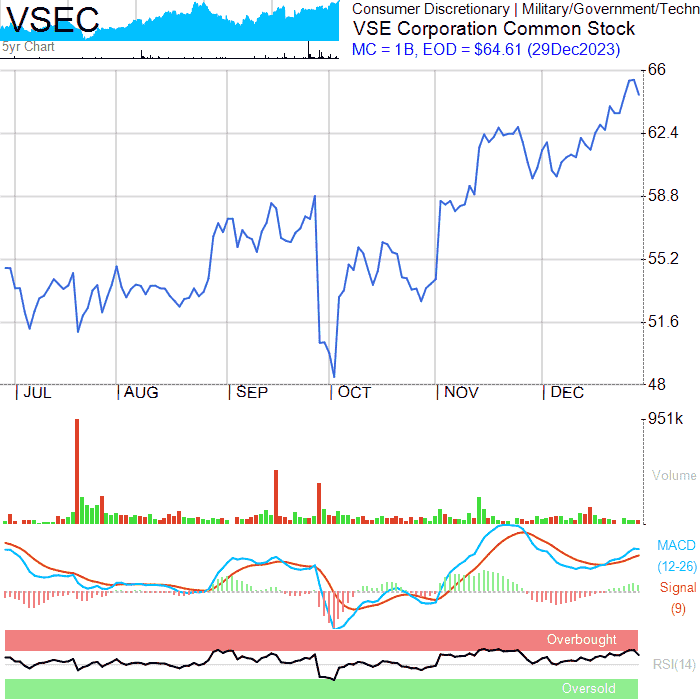 VSEC
5yr Chart
Consumer Discretionary | Military/Government/Techn
VSE Corporation Common Stock
MC = 1B, EOD = $64.61 (29Dec2023)
66
62.4
58.8
55.2
51.6
48
JUL AUG SEP OCT NOV DEC
951k
Volume
MACD
(12-26)
Signal
(9)
Overbought
RSI(14)
Oversold